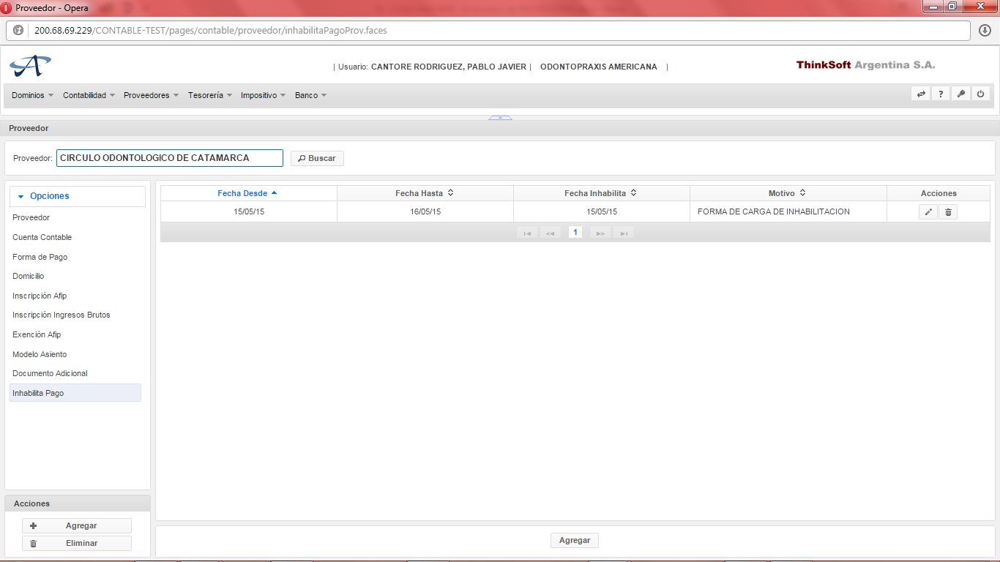 Proveedor - Opera
200.68.69.229/CONTABLE-TEST/pages/contable/proveedor/inhabilitaPagoProv.faces
| Usuario: CANTORE RODRIGUEZ, PABLO JAVIER | ODONTOPRAXIS AMERICANA |
ThinkSoft Argentina S.A.
Dominios Contabilidad Proveedores Tesorería Impositivo Banco
?
Proveedor
Proveedor: CIRCULO ODONTOLOGICO DE CATAMARCA Buscar
Opciones
Proveedor
Cuenta Contable
Forma de Pago
Domicilio
Inscripción Afip
Inscripción Ingresos Brutos
Exención Afip
Modelo Asiento
Documento Adicional
Inhabilita Pago
Fecha Desde Fecha Hasta Fecha Inhabilita Motivo Acciones
15/05/15 16/05/15 15/05/15 FORMA DE CARGA DE INHABILITACION
1
Acciones
Agregar
Eliminar
Agregar